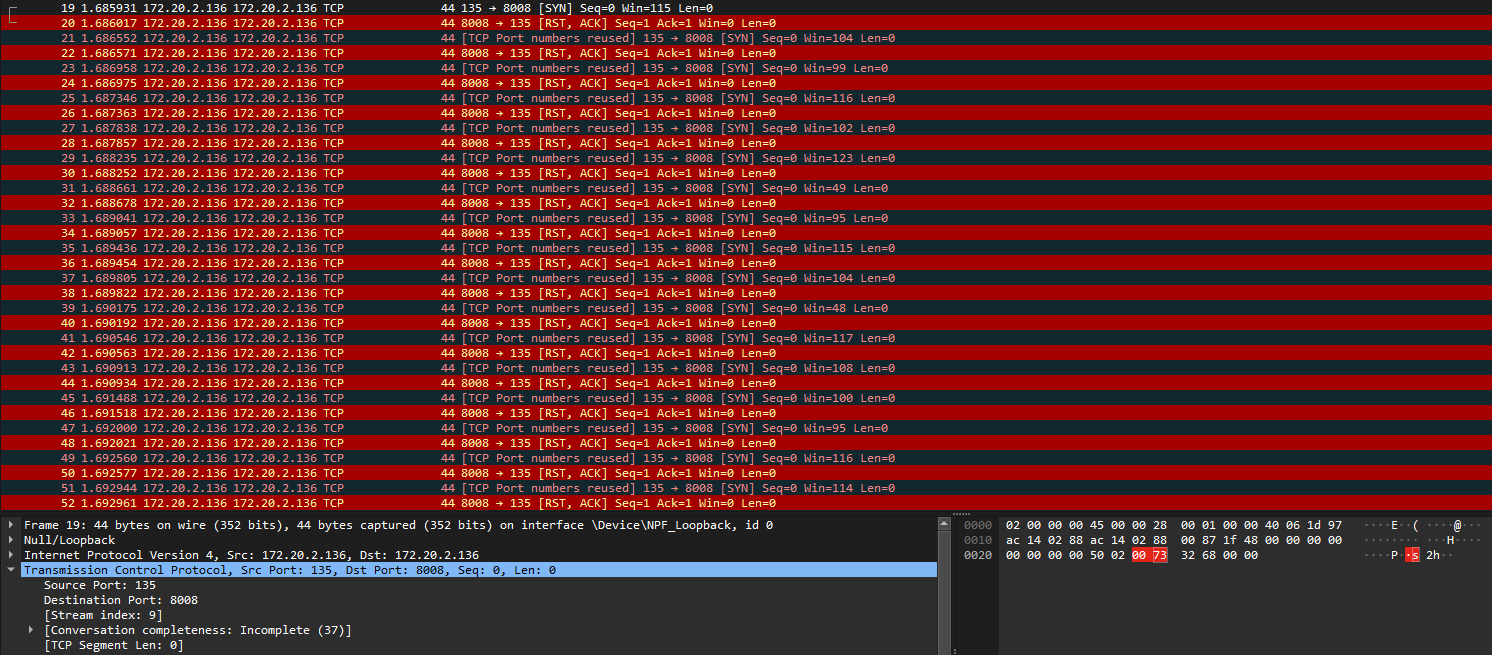 19 1.685931 172.20.2.136 172.20.2.136 TCP 44 135 → 8008 [SYN] Seq=0 Win=115 Len=0
20 1.686017 172.20.2.136 172.20.2.136 TCP 44 8008 → 135 [RST, ACK] Seq=1 Ack=1 Win=0 Len=0
21 1.686552 172.20.2.136 172.20.2.136 TCP 44 [TCP Port numbers reused] 135 → 8008 [SYN] Seq=0 Win=104 Len=0
22 1.686571 172.20.2.136 172.20.2.136 TCP 44 8008 → 135 [RST, ACK] Seq=1 Ack=1 Win=0 Len=0
23 1.686958 172.20.2.136 172.20.2.136 TCP 44 [TCP Port numbers reused] 135 → 8008 [SYN] Seq=0 Win=99 Len=0
24 1.686975 172.20.2.136 172.20.2.136 TCP 44 8008 → 135 [RST, ACK] Seq=1 Ack=1 Win=0 Len=0
25 1.687346 172.20.2.136 172.20.2.136 TCP 44 [TCP Port numbers reused] 135 → 8008 [SYN] Seq=0 Win=116 Len=0
26 1.687363 172.20.2.136 172.20.2.136 TCP 44 8008 → 135 [RST, ACK] Seq=1 Ack=1 Win=0 Len=0
27 1.687838 172.20.2.136 172.20.2.136 TCP 44 [TCP Port numbers reused] 135 → 8008 [SYN] Seq=0 Win=102 Len=0
28 1.687857 172.20.2.136 172.20.2.136 TCP 44 8008 → 135 [RST, ACK] Seq=1 Ack=1 Win=0 Len=0
29 1.688235 172.20.2.136 172.20.2.136 TCP 44 [TCP Port numbers reused] 135 → 8008 [SYN] Seq=0 Win=123 Len=0
30 1.688252 172.20.2.136 172.20.2.136 TCP 44 8008 → 135 [RST, ACK] Seq=1 Ack=1 Win=0 Len=0
31 1.688661 172.20.2.136 172.20.2.136 TCP 44 [TCP Port numbers reused] 135 → 8008 [SYN] Seq=0 Win=49 Len=0
32 1.688678 172.20.2.136 172.20.2.136 TCP 44 8008 → 135 [RST, ACK] Seq=1 Ack=1 Win=0 Len=0
33 1.689041 172.20.2.136 172.20.2.136 TCP 44 [TCP Port numbers reused] 135 → 8008 [SYN] Seq=0 Win=95 Len=0
34 1.689057 172.20.2.136 172.20.2.136 TCP 44 8008 → 135 [RST, ACK] Seq=1 Ack=1 Win=0 Len=0
35 1.689436 172.20.2.136 172.20.2.136 TCP 44 [TCP Port numbers reused] 135 → 8008 [SYN] Seq=0 Win=115 Len=0
36 1.689454 172.20.2.136 172.20.2.136 TCP 44 8008 → 135 [RST, ACK] Seq=1 Ack=1 Win=0 Len=0
37 1.689805 172.20.2.136 172.20.2.136 TCP 44 [TCP Port numbers reused] 135 → 8008 [SYN] Seq=0 Win=104 Len=0
38 1.689822 172.20.2.136 172.20.2.136 TCP 44 8008 → 135 [RST, ACK] Seq=1 Ack=1 Win=0 Len=0
39 1.690175 172.20.2.136 172.20.2.136 TCP 44 [TCP Port numbers reused] 135 → 8008 [SYN] Seq=0 Win=48 Len=0
40 1.690192 172.20.2.136 172.20.2.136 TCP 44 8008 → 135 [RST, ACK] Seq=1 Ack=1 Win=0 Len=0
41 1.690546 172.20.2.136 172.20.2.136 TCP 44 [TCP Port numbers reused] 135 → 8008 [SYN] Seq=0 Win=117 Len=0
42 1.690563 172.20.2.136 172.20.2.136 TCP 44 8008 → 135 [RST, ACK] Seq=1 Ack=1 Win=0 Len=0
43 1.690913 172.20.2.136 172.20.2.136 TCP 44 [TCP Port numbers reused] 135 → 8008 [SYN] Seq=0 Win=108 Len=0
44 1.690934 172.20.2.136 172.20.2.136 TCP 44 8008 → 135 [RST, ACK] Seq=1 Ack=1 Win=0 Len=0
45 1.691488 172.20.2.136 172.20.2.136 TCP 44 [TCP Port numbers reused] 135 → 8008 [SYN] Seq=0 Win=100 Len=0
46 1.691518 172.20.2.136 172.20.2.136 TCP 44 8008 → 135 [RST, ACK] Seq=1 Ack=1 Win=0 Len=0
47 1.692000 172.20.2.136 172.20.2.136 TCP 44 [TCP Port numbers reused] 135 → 8008 [SYN] Seq=0 Win=95 Len=0
48 1.692021 172.20.2.136 172.20.2.136 TCP 44 8008 → 135 [RST, ACK] Seq=1 Ack=1 Win=0 Len=0
49 1.692560 172.20.2.136 172.20.2.136 TCP 44 [TCP Port numbers reused] 135 → 8008 [SYN] Seq=0 Win=116 Len=0
50 1.692577 172.20.2.136 172.20.2.136 TCP 44 8008 → 135 [RST, ACK] Seq=1 Ack=1 Win=0 Len=0
51 1.692944 172.20.2.136 172.20.2.136 TCP 44 [TCP Port numbers reused] 135 → 8008 [SYN] Seq=0 Win=114 Len=0
52 1.692961 172.20.2.136 172.20.2.136 TCP 44 8008 → 135 [RST, ACK] Seq=1 Ack=1 Win=0 Len=0
Frame 19: 44 bytes on wire (352 bits), 44 bytes captured (352 bits) on interface \Device\NPF_Loopback, id 0
Null/Loopback
Internet Protocol Version 4, Src: 172.20.2.136, Dst: 172.20.2.136
Transmission Control Protocol, Src Port: 135, Dst Port: 8008, Seq: 0, Len: 0
Source Port: 135
Destination Port: 8008
[Stream index: 9]
[Conversation completeness: Incomplete (37)]
[TCP Segment Len: 0]
0000 02 00 00 00 45 00 00 28 00 01 00 00 40 06 1d 97 ····E··( ····@···
0010 ac 14 02 88 ac 14 02 88 00 87 1f 48 00 00 00 00 ········ ···H····
0020 00 00 00 00 50 02 00 73 32 68 00 00 ····P··s 2h··